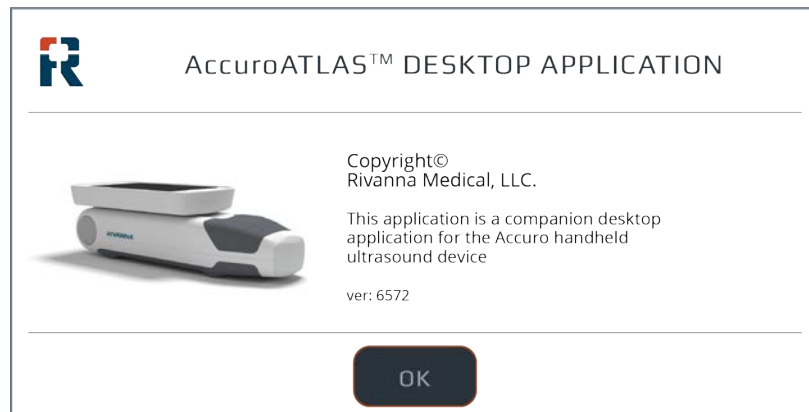 AccuroATLAS™ DESKTOP APPLICATION
Copyright©
Rivanna Medical, LLC.
This application is a companion desktop
application for the Accuro handheld
ultrasound device
RIVANNA
ver: 6572
OK